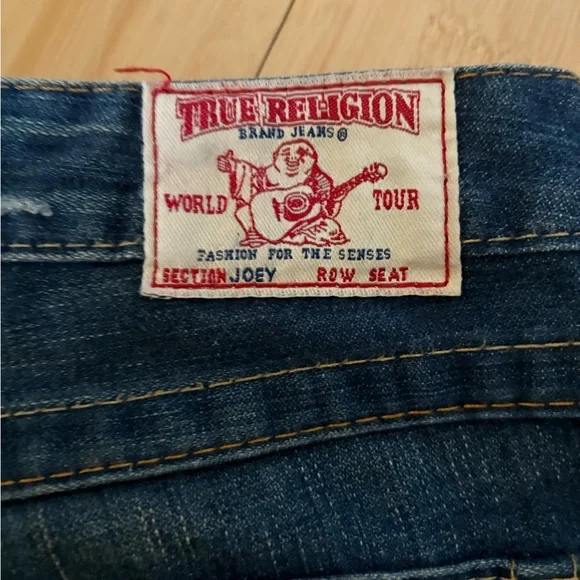 TRUE RELIGION
BRAND JEANS®
WORLD TOUR
FASHION FOR THE SENSES
SECTION JOEY ROW SEAT